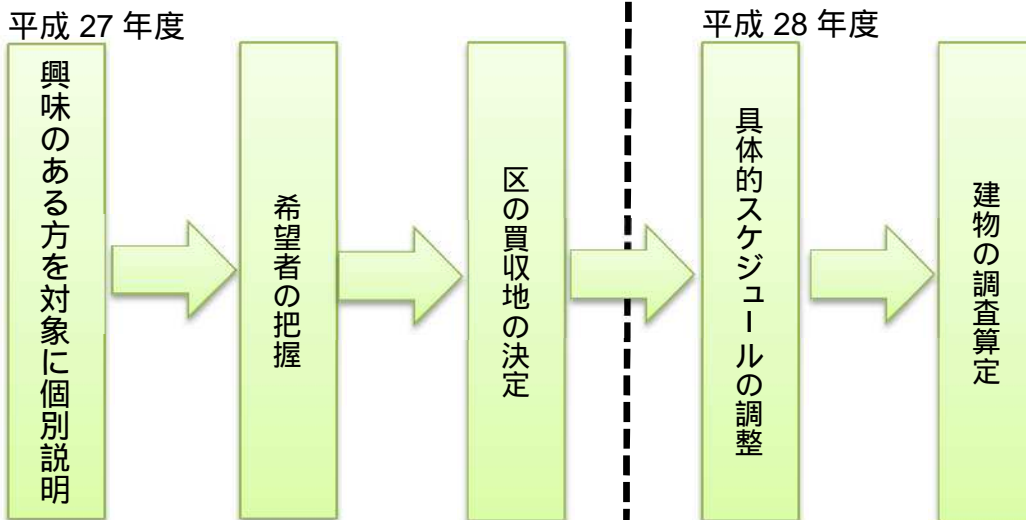 平成 27 年度
平成 28 年度
興味のある方を対象に個別説明
希望者の把握
区の買収地の決定
具体的スケジュールの調整
建物の調査算定